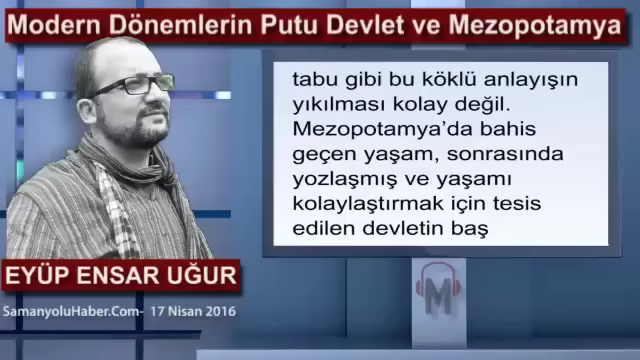 Modern Dönemlerin Putu Devlet ve Mezopotamya
tabu gibi bu köklü anlayışın
yıkılması kolay değil.
Mezopotamya’da bahis
geçen yaşam, sonrasında
yozlaşmış ve yaşamı
kolaylaştırmak için tesis
edilen devletin baş
EYÜP ENSAR UĞUR
SamanyoluHaber.Com- 17 Nisan 2016
M